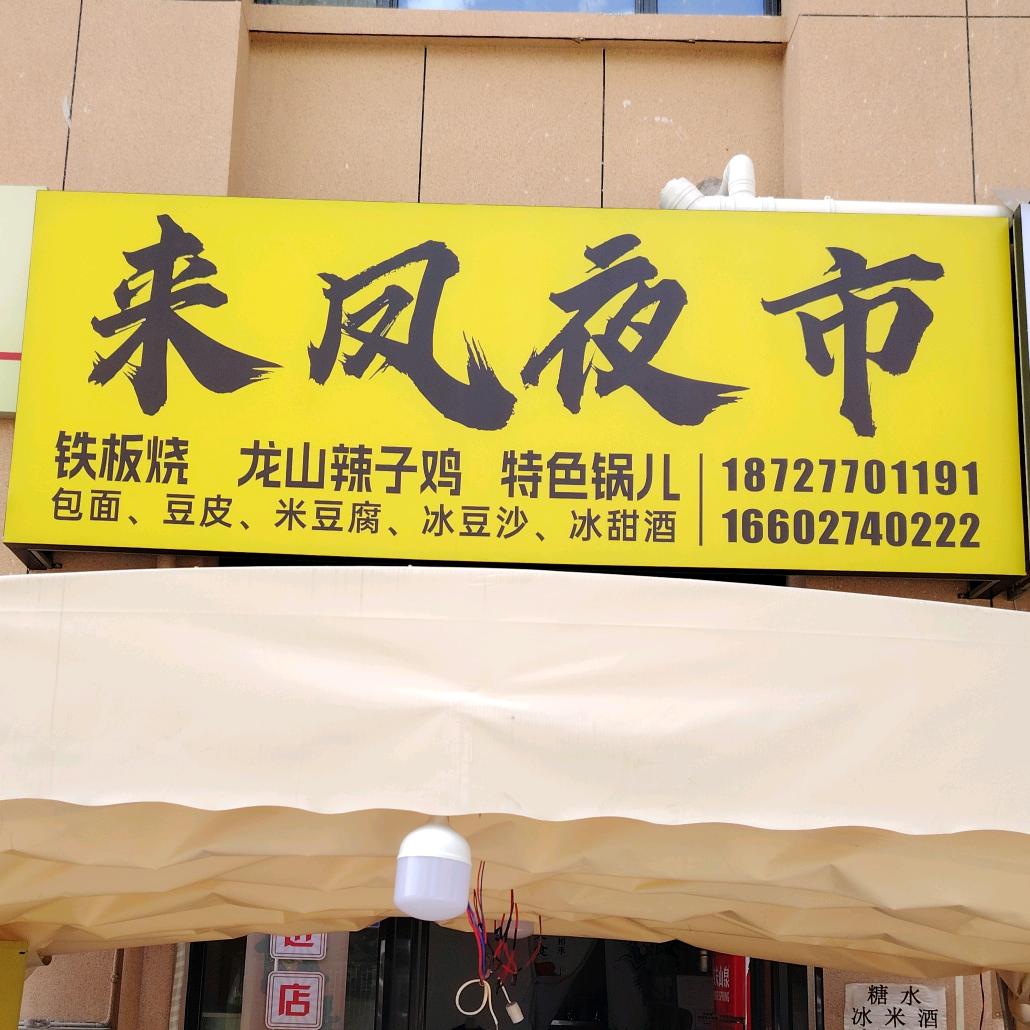 来凤夜市
铁板烧 龙山辣子鸡 特色锅儿
包面、豆皮、米豆腐、冰豆沙、冰甜酒
18727701191
16602740222
店
糖水
冰米酒